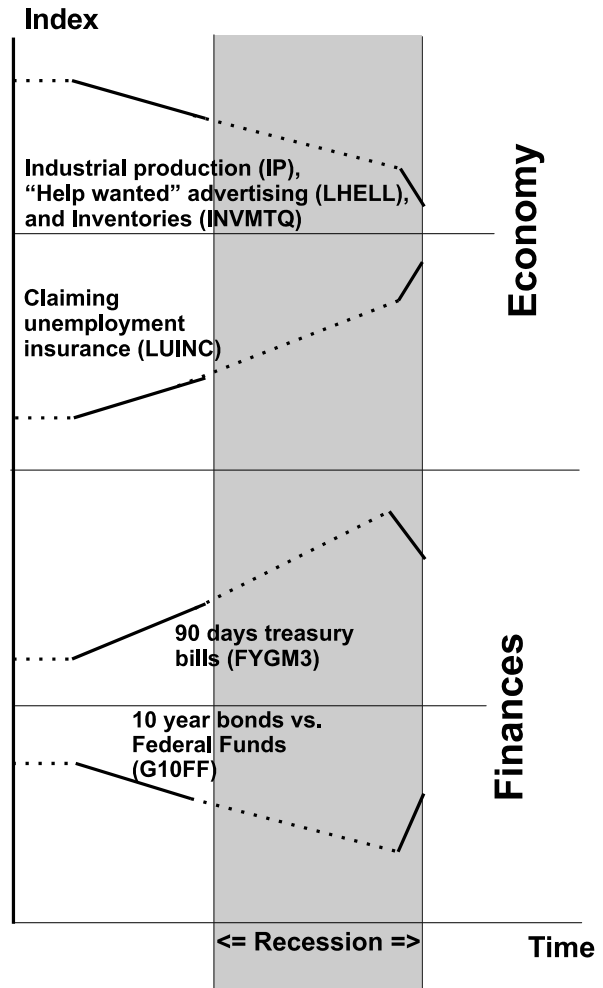 Index
Industrial production (IP),
“Help wanted” advertising (LHELL),
and Inventories (INVMTQ)
Economy
Claiming
unemployment
insurance (LUINC)
90 days treasury
bills (FYGM3)
Finances
10 year bonds vs.
Federal Funds
(G10FF)
<= Recession =>
Time